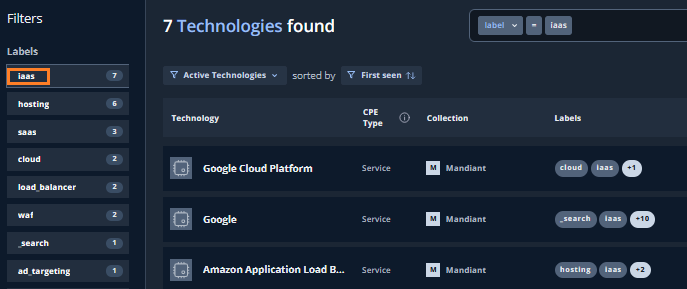 Filters
Labels
iaas 7
hosting 6
saas 3
cloud 2
load_balancer 2
waf 2
_search 1
ad_targeting 1
7 Technologies found
label = iaas
Active Technologies sorted by First seen
Technology CPE Type Collection Labels
Google Cloud Platform Service M Mandiant cloud iaas +1
Google Service M Mandiant _search iaas +10
Amazon Application Load B... Service M Mandiant hosting iaas +2